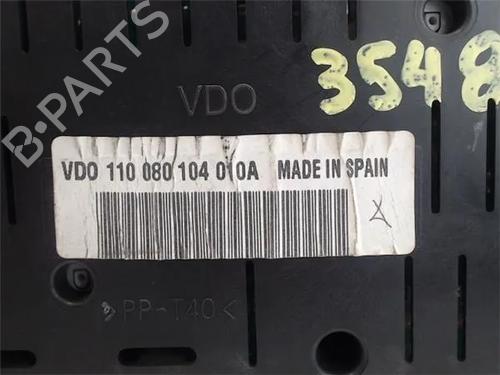 B-PARTS
3548
VDO
VDO 110 080 104 010A MADE IN SPAIN
>PP-T40<